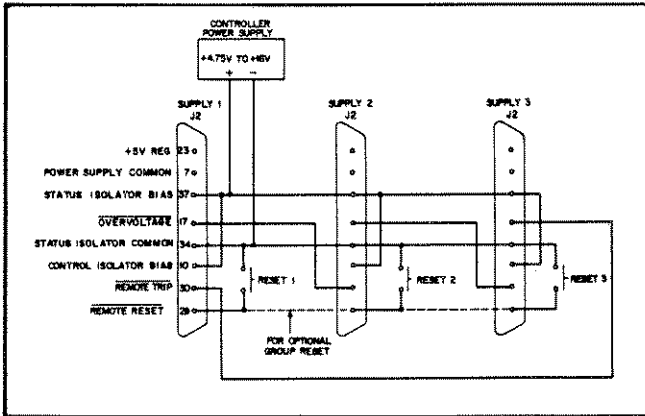 CONTROLLER
POWER SUPPLY
+4.75V TO +16V
+ -
SUPPLY 1
J2
SUPPLY 2
J2
SUPPLY 3
J2
+5V REG 23
POWER SUPPLY COMMON 7
STATUS ISOLATOR BIAS 37
OVERVOLTAGE 17
STATUS ISOLATOR COMMON 34
CONTROL ISOLATOR BIAS 10
REMOTE TRIP 30
REMOTE RESET 29
RESET 1
RESET 2
RESET 3
FOR OPTIONAL
GROUP RESET